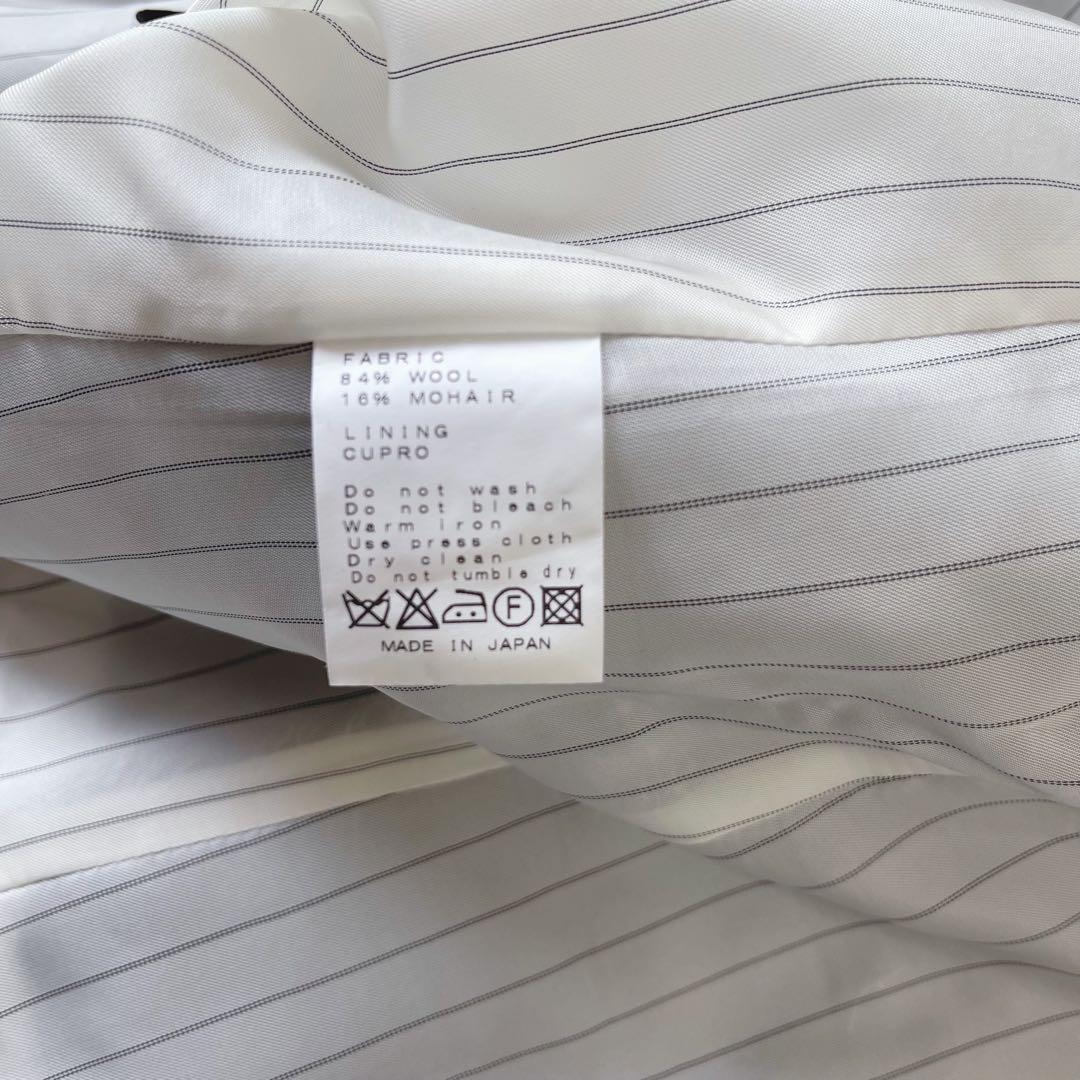 FABRIC
84% WOOL
16% MOHAIR
LINING
CUPRO
Do not wash
Do not bleach
Warm iron
Use press cloth
Dry clean
Do not tumble dry
F
MADE IN JAPAN